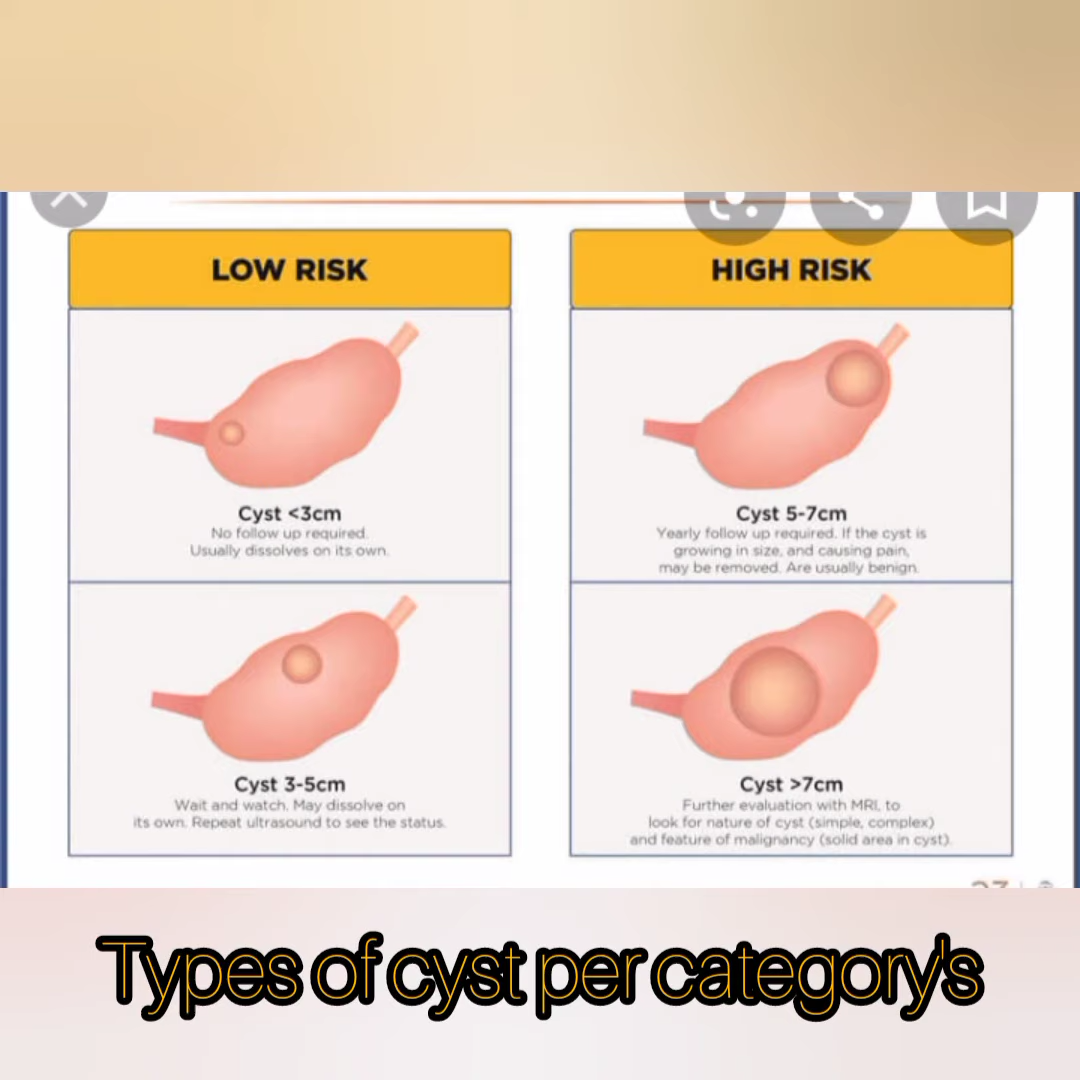 LOW RISK
HIGH RISK
Cyst <3cm
No follow up required.
Usually dissolves on its own.
Cyst 5-7cm
Yearly follow up required. If the cyst is
growing in size, and causing pain,
may be removed. Are usually benign.
Cyst 3-5cm
Wait and watch. May dissolve on
its own. Repeat ultrasound to see the status.
Cyst >7cm
Further evaluation with MRI, to
look for nature of cyst (simple, complex)
and feature of malignancy (solid area in cyst).
Types of cyst per category's